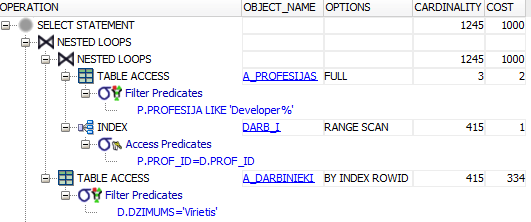 OPERATION OBJECT_NAME OPTIONS CARDINALITY COST
SELECT STATEMENT 1245 1000
NESTED LOOPS
NESTED LOOPS 1245 1000
TABLE ACCESS A_PROFESIJAS FULL 3 2
Filter Predicates
P.PROFESIJA LIKE 'Developer%'
INDEX DARB_I RANGE SCAN 415 1
Access Predicates
P.PROF_ID=D.PROF_ID
TABLE ACCESS A_DARBINIEKI BY INDEX ROWID 415 334
Filter Predicates
D.DZIMUMS='Vīrietis'